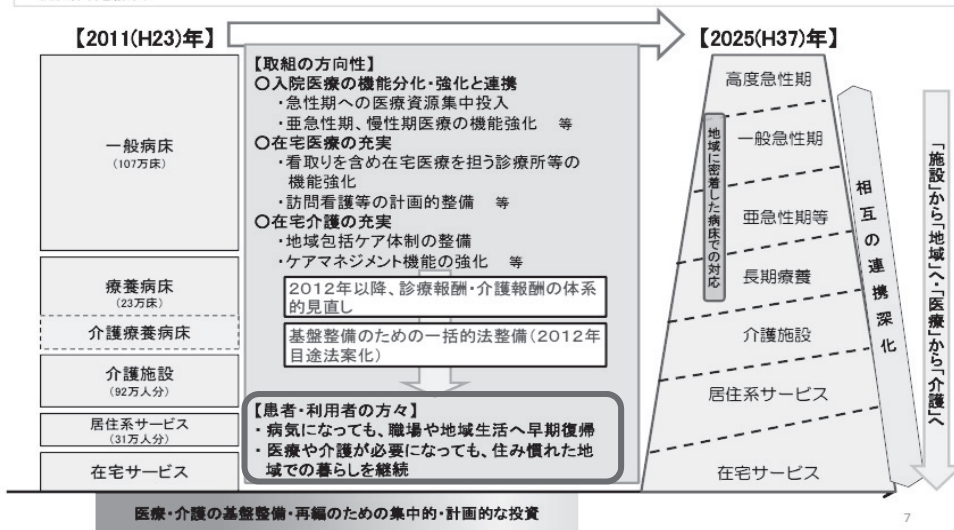 【2011(H23)年】
一般病床
(107万床)
療養病床
(23万床)
介護療養病床
介護施設
(92万人分)
居住系サービス
(31万人分)
在宅サービス
【取組の方向性】
○入院医療の機能分化・強化と連携
・急性期への医療資源集中投入
・亜急性期、慢性期医療の機能強化 等
○在宅医療の充実
・看取りを含め在宅医療を担う診療所等の
機能強化
・訪問看護等の計画的整備 等
○在宅介護の充実
・地域包括ケア体制の整備
・ケアマネジメント機能の強化 等
2012年以降、診療報酬・介護報酬の体系
的見直し
基盤整備のための一括的法整備(2012年
目途法案化)
【患者・利用者の方々】
・病気になっても、職場や地域生活へ早期復帰
・医療や介護が必要になっても、住み慣れた地
域での暮らしを継続
【2025(H37)年】
高度急性期
一般急性期
亜急性期等
長期療養
介護施設
居住系サービス
在宅サービス
地域に密着した病床での対応
相互の連携深化
「施設」から「地域」へ・「医療」から「介護」へ
医療・介護の基盤整備・再編のための集中的・計画的な投資
7